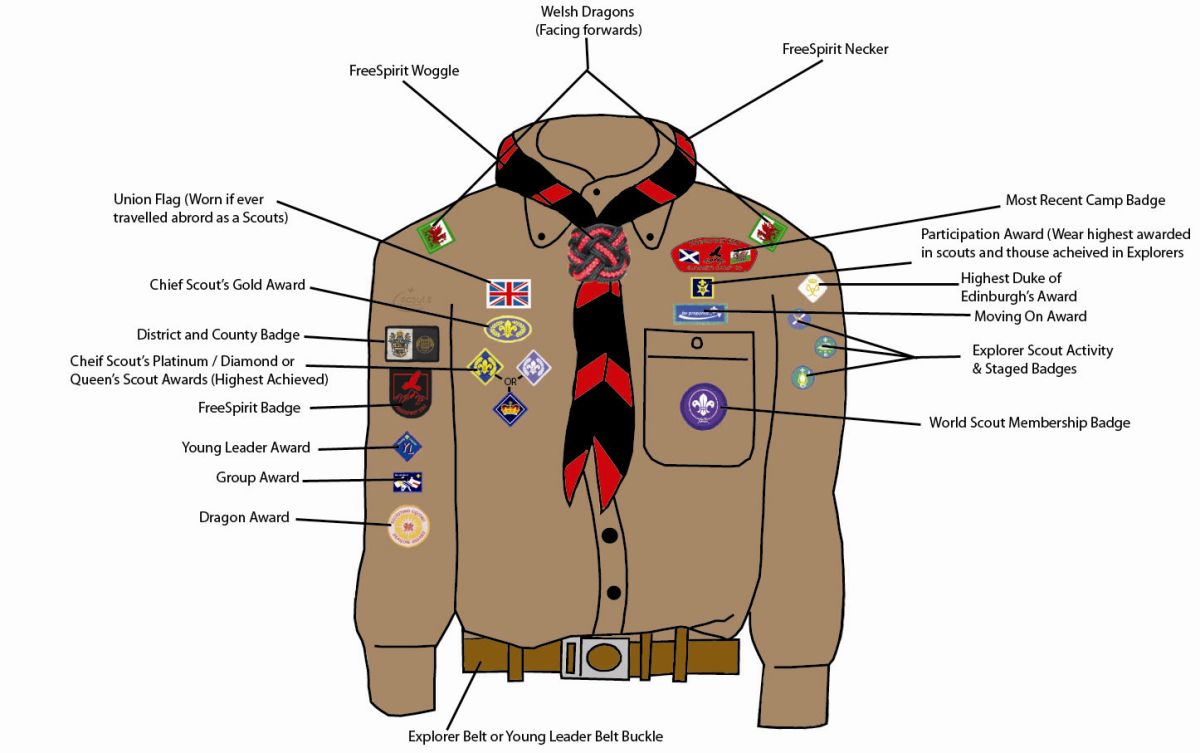 Welsh Dragons
(Facing forwards)
FreeSpirit Necker
FreeSpirit Woggle
Union Flag (Worn if ever
travelled abrord as a Scouts)
Most Recent Camp Badge
Participation Award (Wear highest awarded
in scouts and thouse acheived in Explorers
Chief Scout's Gold Award
Highest Duke of
Edinburgh's Award
Moving On Award
District and County Badge
Explorer Scout Activity
& Staged Badges
Cheif Scout's Platinum / Diamond or
Queen's Scout Awards (Highest Achieved)
OR
FreeSpirit Badge
World Scout Membership Badge
Young Leader Award
Group Award
Dragon Award
Explorer Belt or Young Leader Belt Buckle